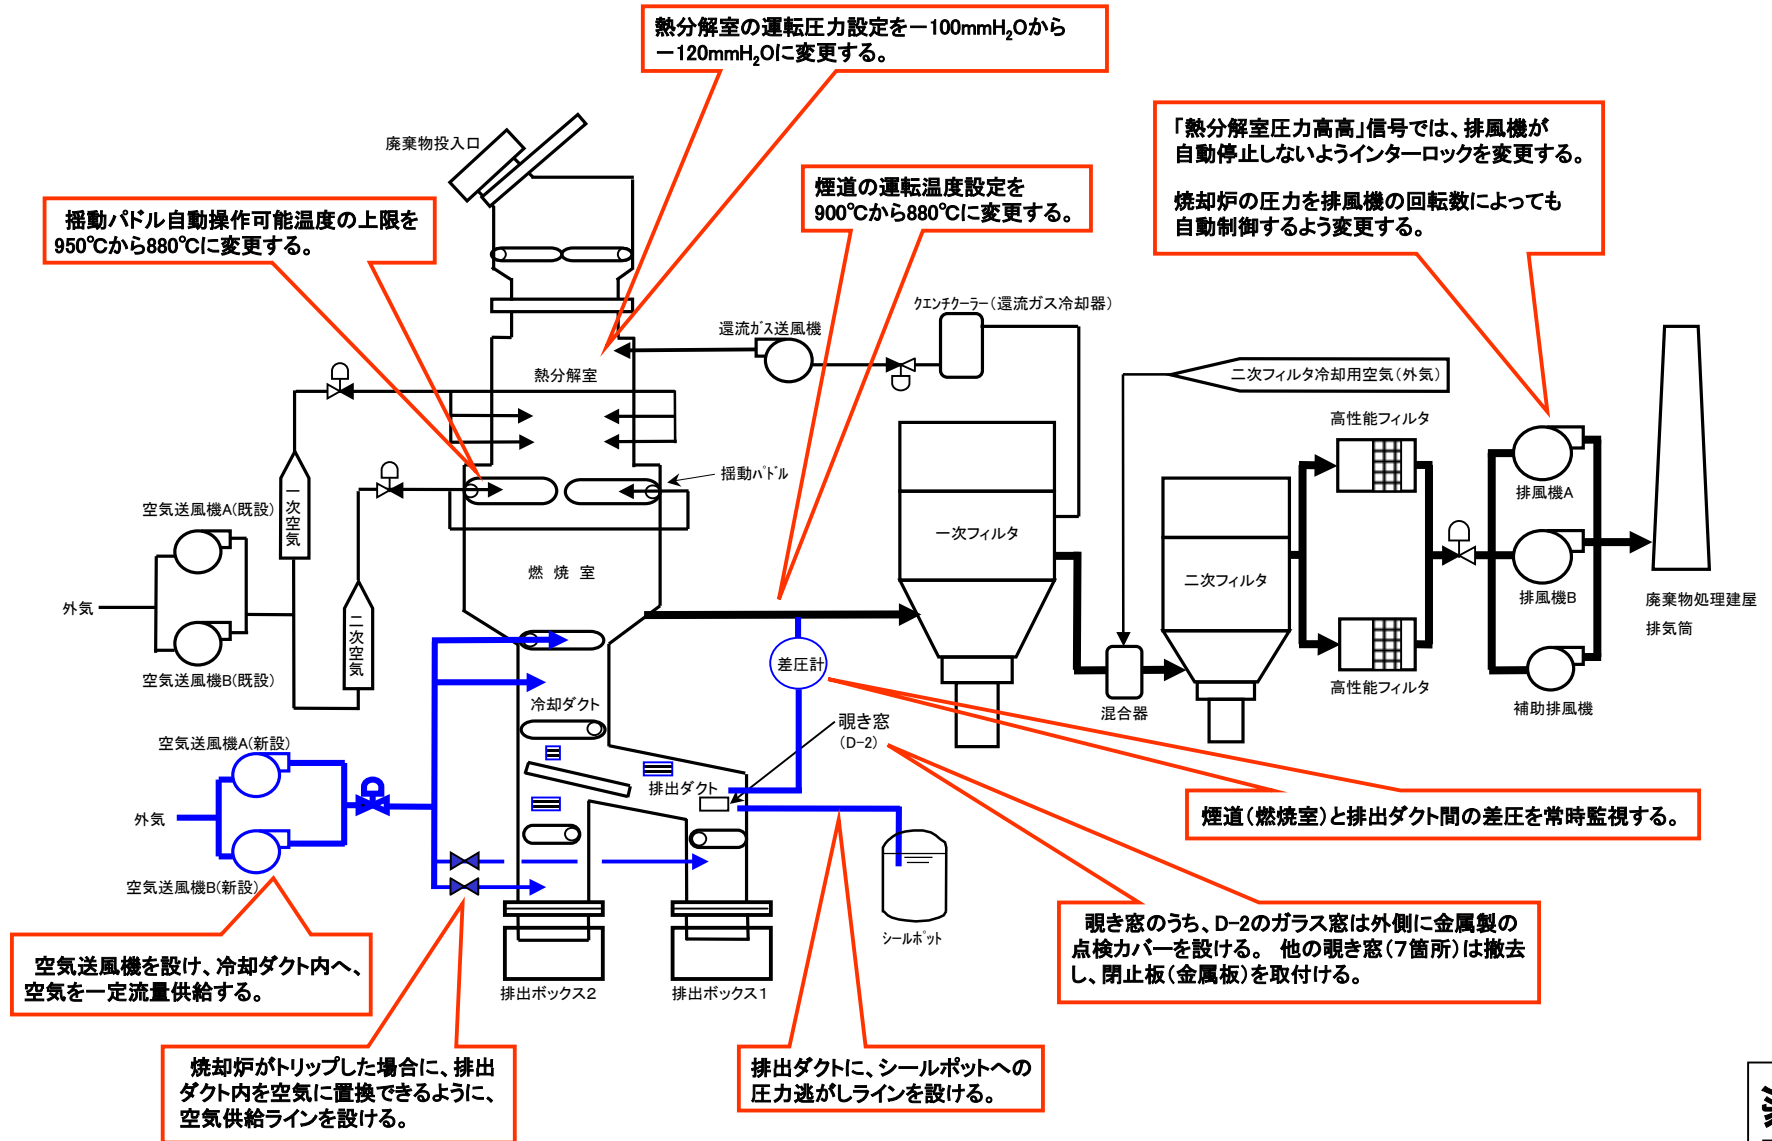 熱分解室の運転圧力設定を－100mmH₂Oから
－120mmH₂Oに変更する。
「熱分解室圧力高高」信号では、排風機が
自動停止しないようインターロックを変更する。
焼却炉の圧力を排風機の回転数によっても
自動制御するよう変更する。
廃棄物投入口
煙道の運転温度設定を
900℃から880℃に変更する。
揺動パドル自動操作可能温度の上限を
950℃から880℃に変更する。
クエンチクーラー(還流ガス冷却器)
還流ガス送風機
熱分解室
二次フィルタ冷却用空気(外気)
高性能フィルタ
揺動パドル
排風機A
一次空気
空気送風機A(既設)
一次フィルタ
燃焼室
二次フィルタ
排風機B
外気
廃棄物処理建屋
排気筒
二次空気
差圧計
空気送風機B(既設)
高性能フィルタ
冷却ダクト
混合器
補助排風機
覗き窓
(D-2)
空気送風機A(新設)
排出ダクト
外気
煙道(燃焼室)と排出ダクト間の差圧を常時監視する。
空気送風機B(新設)
シールポット
覗き窓のうち、D-2のガラス窓は外側に金属製の
点検カバーを設ける。 他の覗き窓(7箇所)は撤去
し、閉止板(金属板)を取付ける。
空気送風機を設け、冷却ダクト内へ、
空気を一定流量供給する。
排出ボックス2
排出ボックス1
焼却炉がトリップした場合に、排出
ダクト内を空気に置換できるように、
空気供給ラインを設ける。
排出ダクトに、シールポットへの
圧力逃がしラインを設ける。